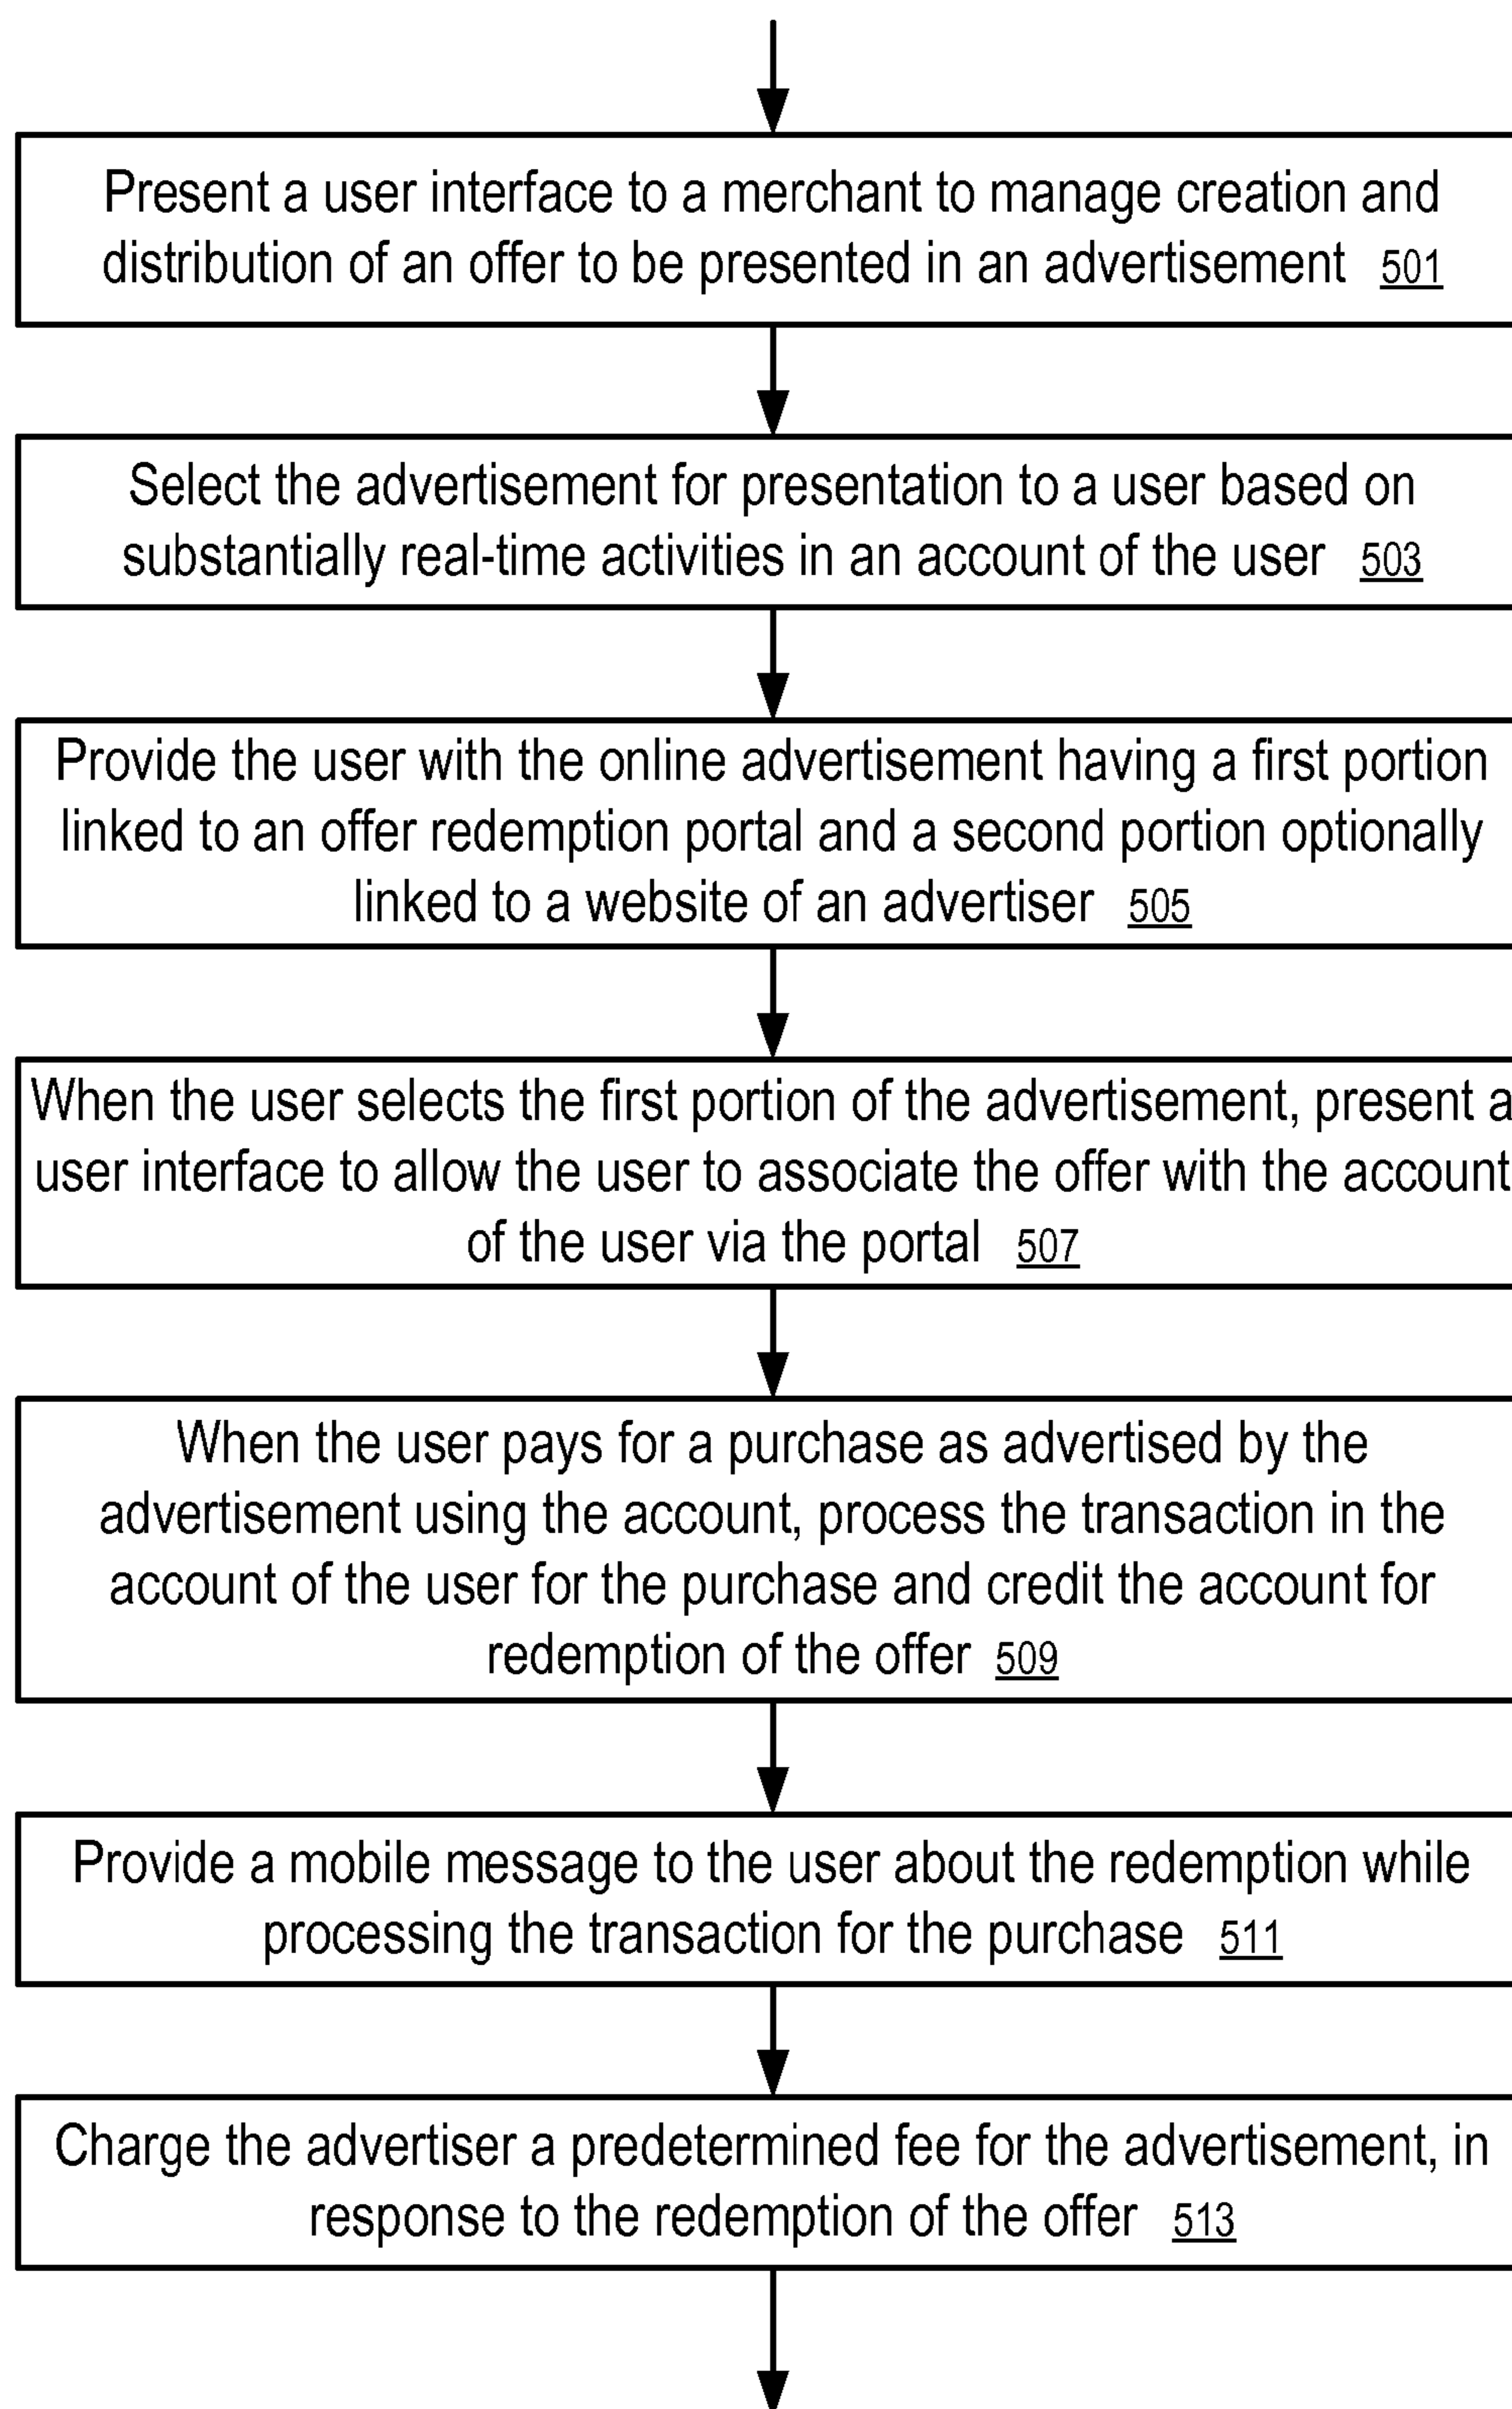 Present a user interface to a merchant to manage creation and
distribution of an offer to be presented in an advertisement 501
Select the advertisement for presentation to a user based on
substantially real-time activities in an account of the user 503
Provide the user with the online advertisement having a first portion
linked to an offer redemption portal and a second portion optionally
linked to a website of an advertiser 505
When the user selects the first portion of the advertisement, present a
user interface to allow the user to associate the offer with the account
of the user via the portal 507
When the user pays for a purchase as advertised by the
advertisement using the account, process the transaction in the
account of the user for the purchase and credit the account for
redemption of the offer 509
Provide a mobile message to the user about the redemption while
processing the transaction for the purchase 511
Charge the advertiser a predetermined fee for the advertisement, in
response to the redemption of the offer 513